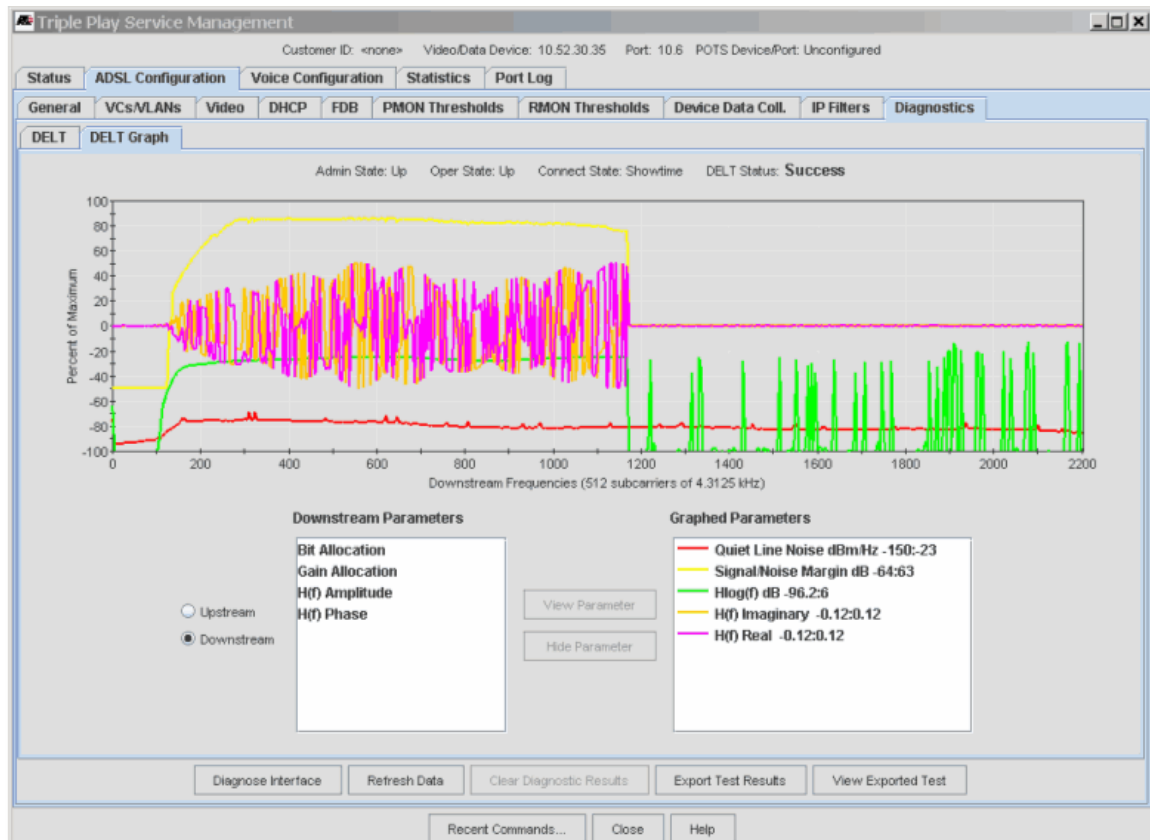 Triple Play Service Management
Customer ID: <none> Video/Data Device: 10.52.30.35 Port: 10.6 POTS Device/Port: Unconfigured
Status ADSL Configuration Voice Configuration Statistics Port Log
General VCs/VLANs Video DHCP FDB PMON Thresholds RMON Thresholds Device Data Coll. IP Filters Diagnostics
DELT DELT Graph
Admin State: Up Oper State: Up Connect State: Showtime DELT Status: Success
Percent of Maximum
100
80
60
40
20
0
-20
-40
-60
-80
-100
0 200 400 600 800 1000 1200 1400 1600 1800 2000 2200
Downstream Frequencies (512 subcarriers of 4.3125 kHz)
Downstream Parameters
Bit Allocation
Gain Allocation
H(f) Amplitude
H(f) Phase
Upstream
Downstream
View Parameter
Hide Parameter
Graphed Parameters
Quiet Line Noise dBm/Hz -150:-23
Signal/Noise Margin dB -64:63
Hlog(f) dB -96.2:6
H(f) Imaginary -0.12:0.12
H(f) Real -0.12:0.12
Diagnose Interface Refresh Data Clear Diagnostic Results Export Test Results View Exported Test
Recent Commands... Close Help